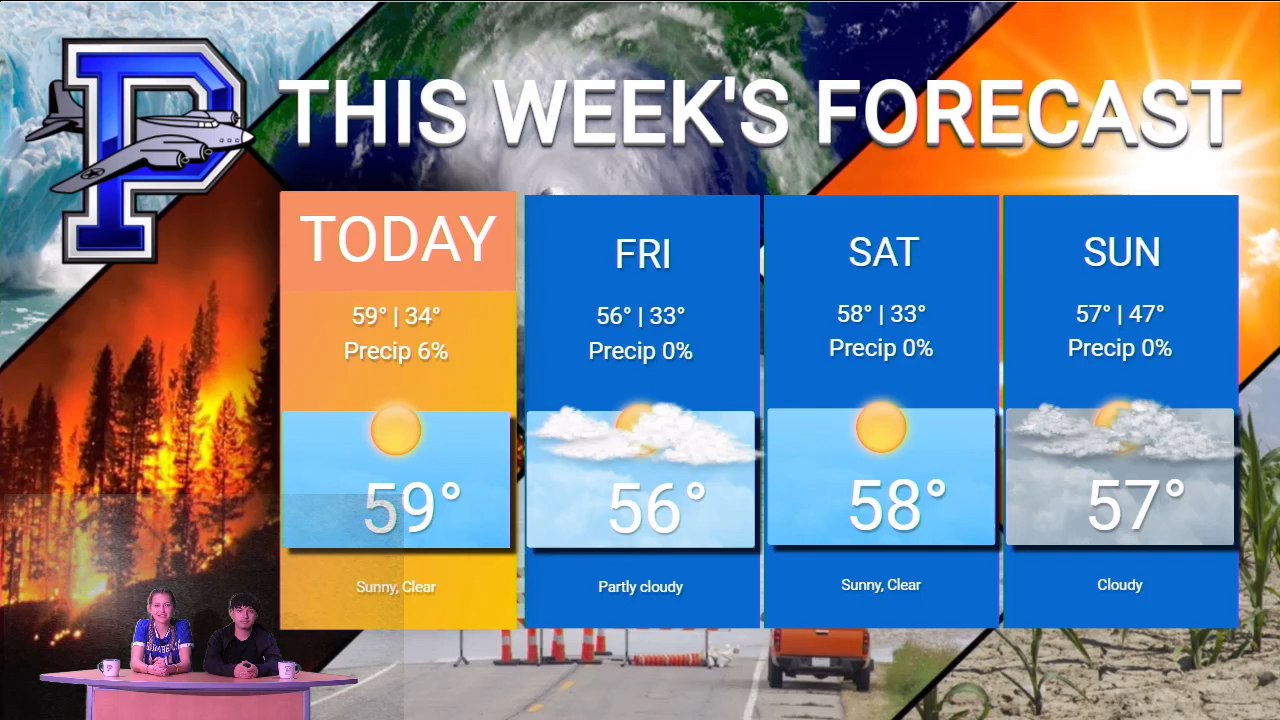 P
THIS WEEK'S FORECAST
TODAY
59° | 34°
Precip 6%
59°
Sunny, Clear
FRI
56° | 33°
Precip 0%
56°
Partly cloudy
SAT
58° | 33°
Precip 0%
58°
Sunny, Clear
SUN
57° | 47°
Precip 0%
57°
Cloudy